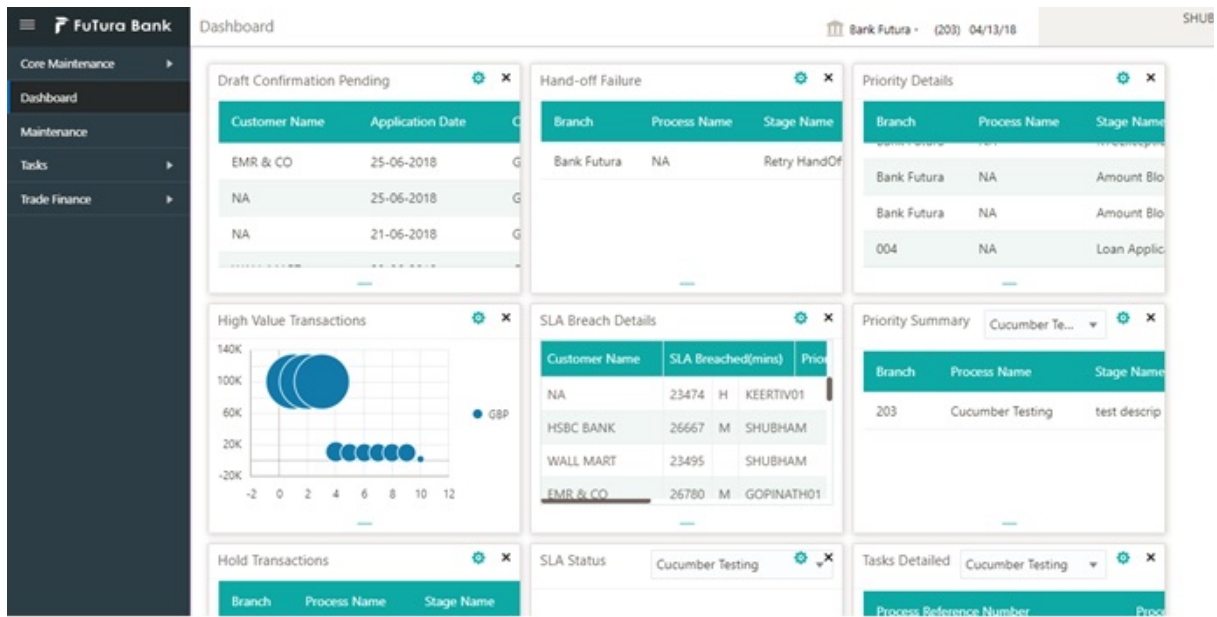 FuTura Bank
Dashboard
Bank Futura - (203) 04/13/18
SHUB
Core Maintenance
Dashboard
Maintenance
Tasks
Trade Finance
Draft Confirmation Pending
Customer Name Application Date
EMR & CO 25-06-2018 G
NA 25-06-2018 G
NA 21-06-2018 G
Hand-off Failure
Branch Process Name Stage Name
Bank Futura NA Retry HandOf
Priority Details
Branch Process Name Stage Name
Bank Futura NA Amount Blo
Bank Futura NA Amount Blo
004 NA Loan Applic
High Value Transactions
140K
100K
60K
20K
-20K
-2 0 2 4 6 8 10 12
GBP
SLA Breach Details
Customer Name SLA Breached(mins) Prior
NA 23474 H KEERTIV01
HSBC BANK 26667 M SHUBHAM
WALL MART 23495 SHUBHAM
EMR & CO 26780 M GOPINATH01
Priority Summary Cucumber Te...
Branch Process Name Stage Name
203 Cucumber Testing test descrip
Hold Transactions
Branch Process Name Stage Name
SLA Status Cucumber Testing
Tasks Detailed Cucumber Testing
Process Reference Number Proce